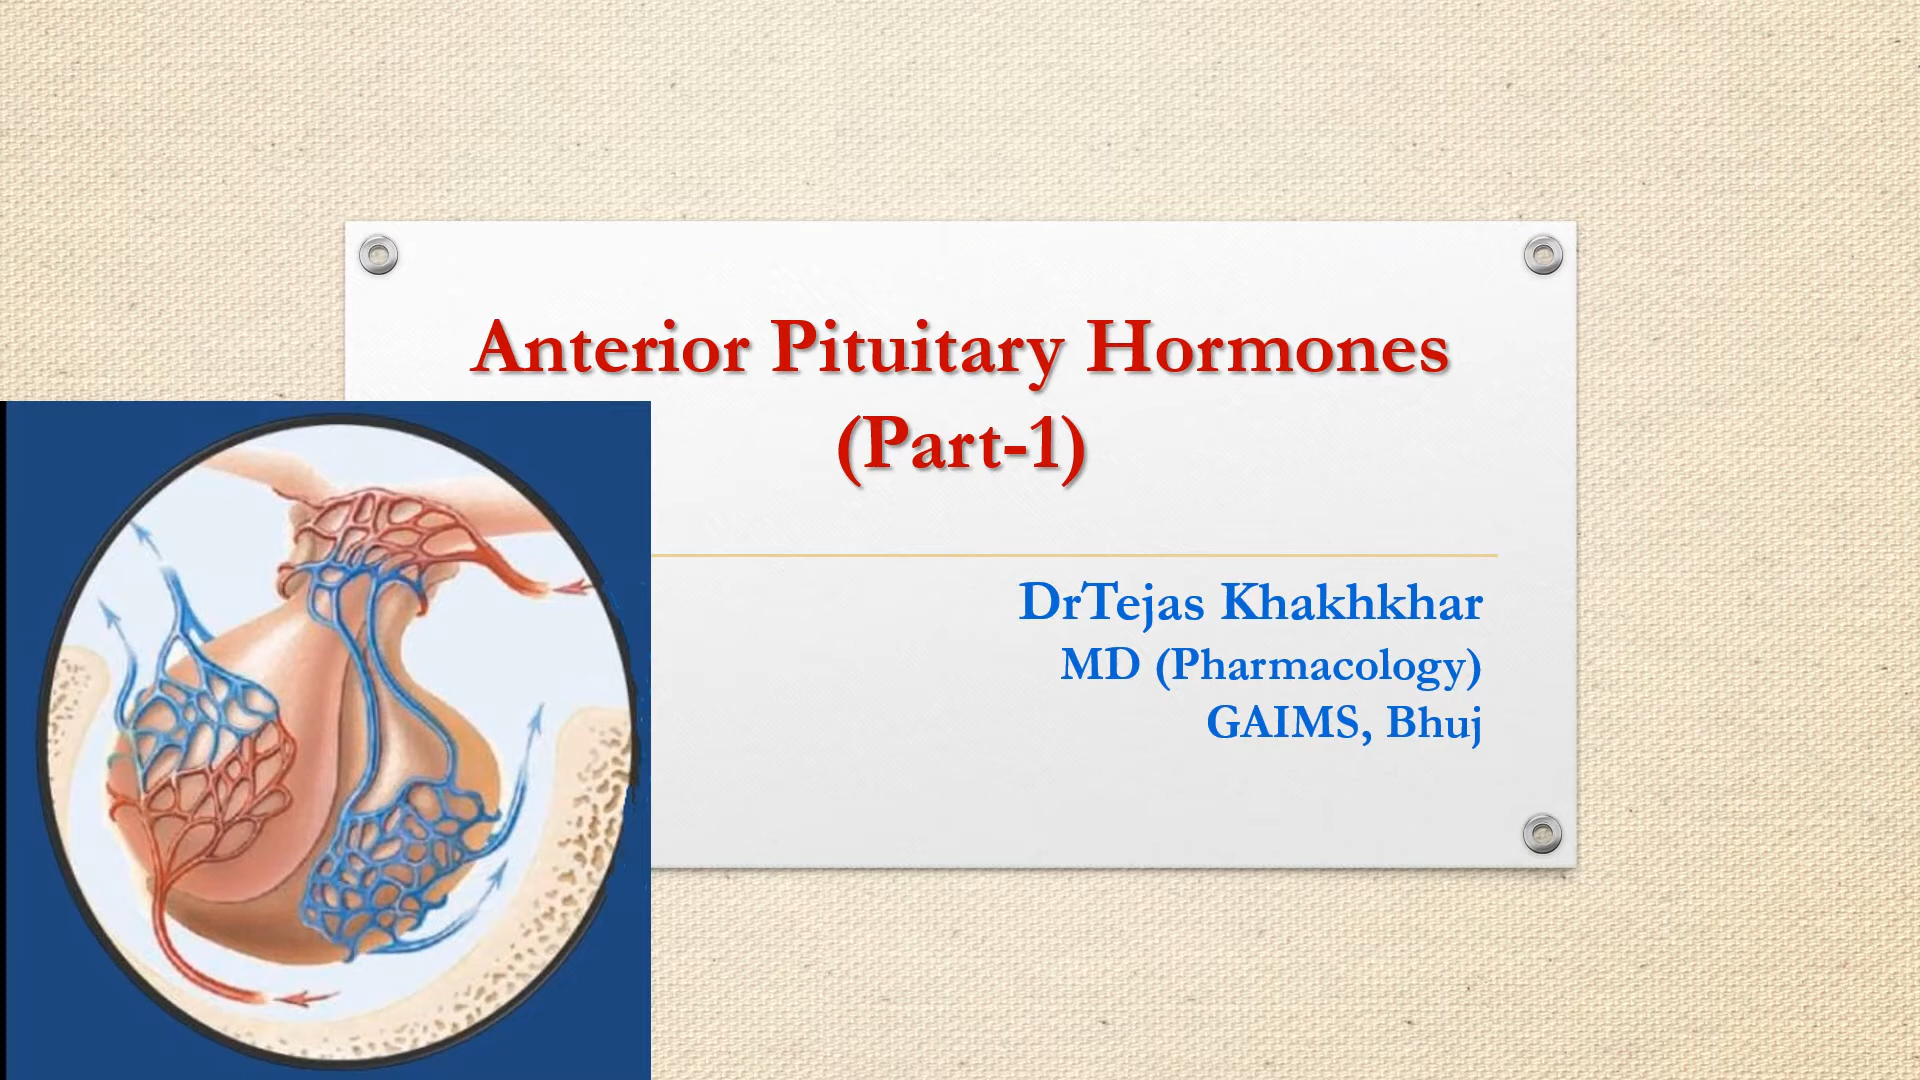 Anterior Pituitary Hormones
(Part-1)
DrTejas Khakhkhar
MD (Pharmacology)
GAIMS, Bhuj